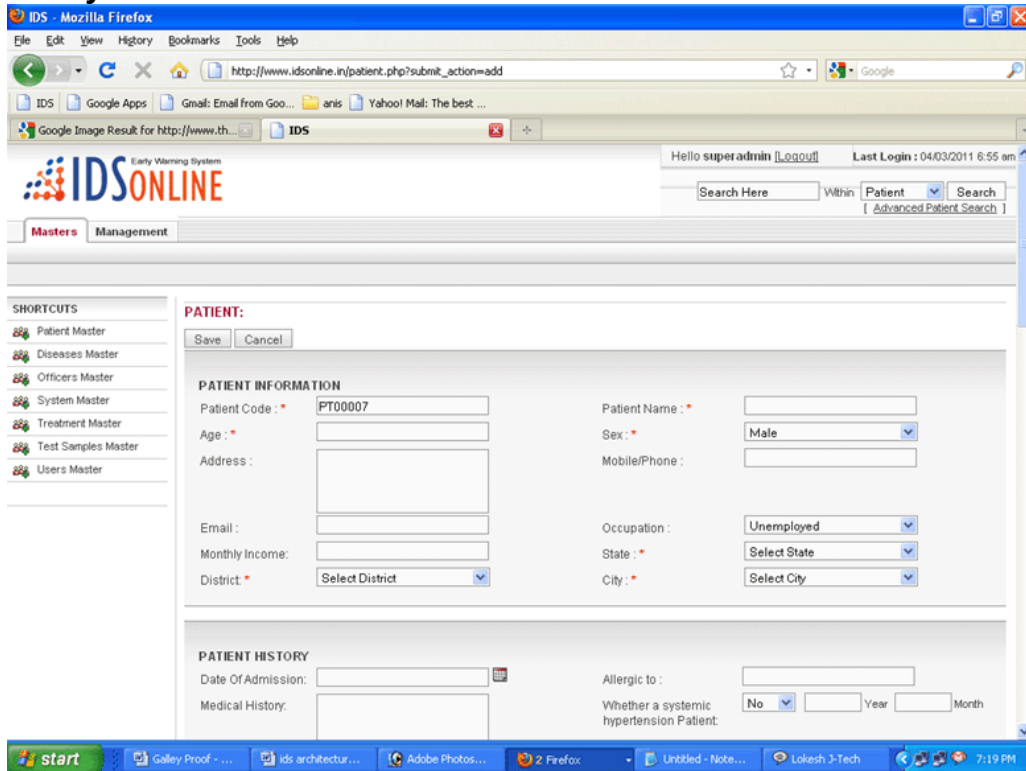 IDS - Mozilla Firefox
File Edit View History Bookmarks Tools Help
http://www.idsonline.in/patient.php?submit_action=add
Google
IDS Google Apps Gmail: Email from Goo... anis Yahoo! Mail: The best ...
Google Image Result for http://www.th... IDS
Hello superadmin [Logout] Last Login : 04/03/2011 6:55 am
Early Warning System
IDSONLINE
Search Here Within Patient Search
[ Advanced Patient Search ]
Masters Management
SHORTCUTS
Patient Master
Diseases Master
Officers Master
System Master
Treatment Master
Test Samples Master
Users Master
PATIENT:
Save Cancel
PATIENT INFORMATION
Patient Code : * PT00007 Patient Name : *
Age : * Sex : * Male
Address : Mobile/Phone :
Email : Occupation : Unemployed
Monthly Income: State : * Select State
District: * Select District City : * Select City
PATIENT HISTORY
Date Of Admission: Allergic to :
Medical History: Whether a systemic No Year Month
hypertension Patient:
start Galley Proof - ... ids architectur... Adobe Photos... 2 Firefox Untitled - Note... Lokesh J-Tech 7:19 PM